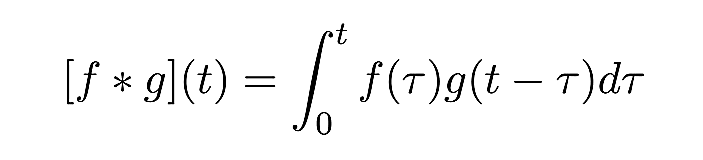 [f ∗ g](t) = ∫₀ᵗ f(τ)g(t − τ)dτ